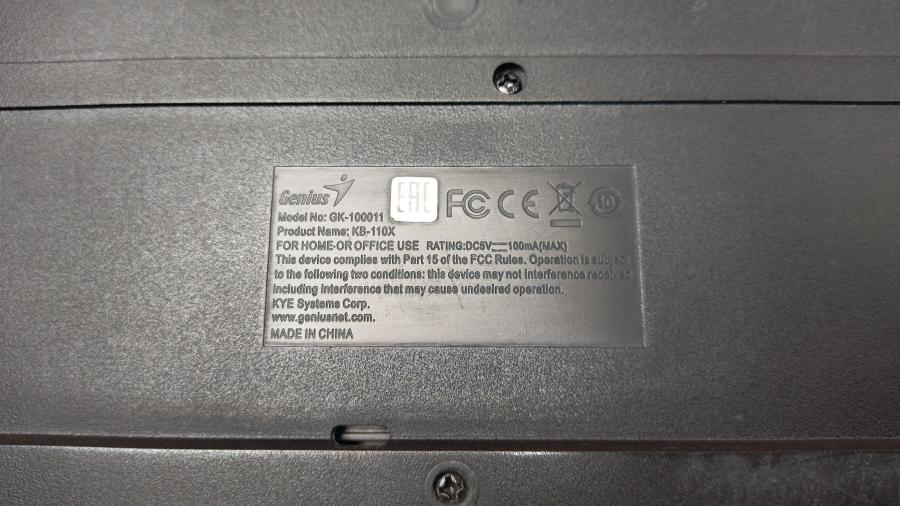 Genius
EAC FC CE 10
Model No: GK-100011
Product Name: KB-110X
FOR HOME-OR OFFICE USE RATING:DC5V⎓100mA(MAX)
This device complies with Part 15 of the FCC Rules. Operation is subject
to the following two conditions: this device may not interference received,
including interference that may cause undesired operation.
KYE Systems Corp.
www.geniusnet.com.
MADE IN CHINA